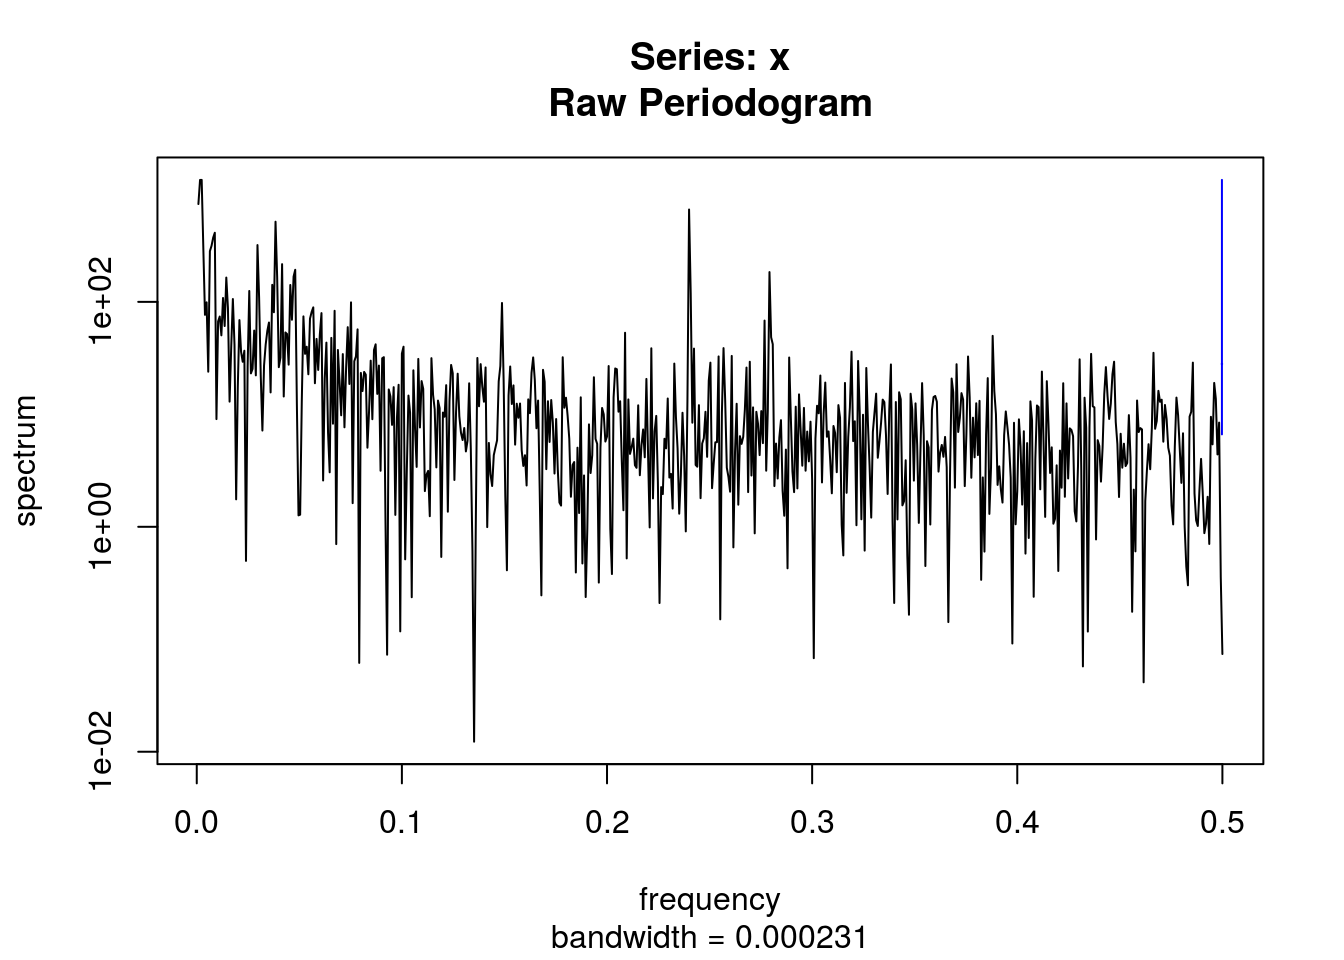 Series: x
Raw Periodogram
spectrum
1e+02
1e+00
1e-02
0.0 0.1 0.2 0.3 0.4 0.5
frequency
bandwidth = 0.000231